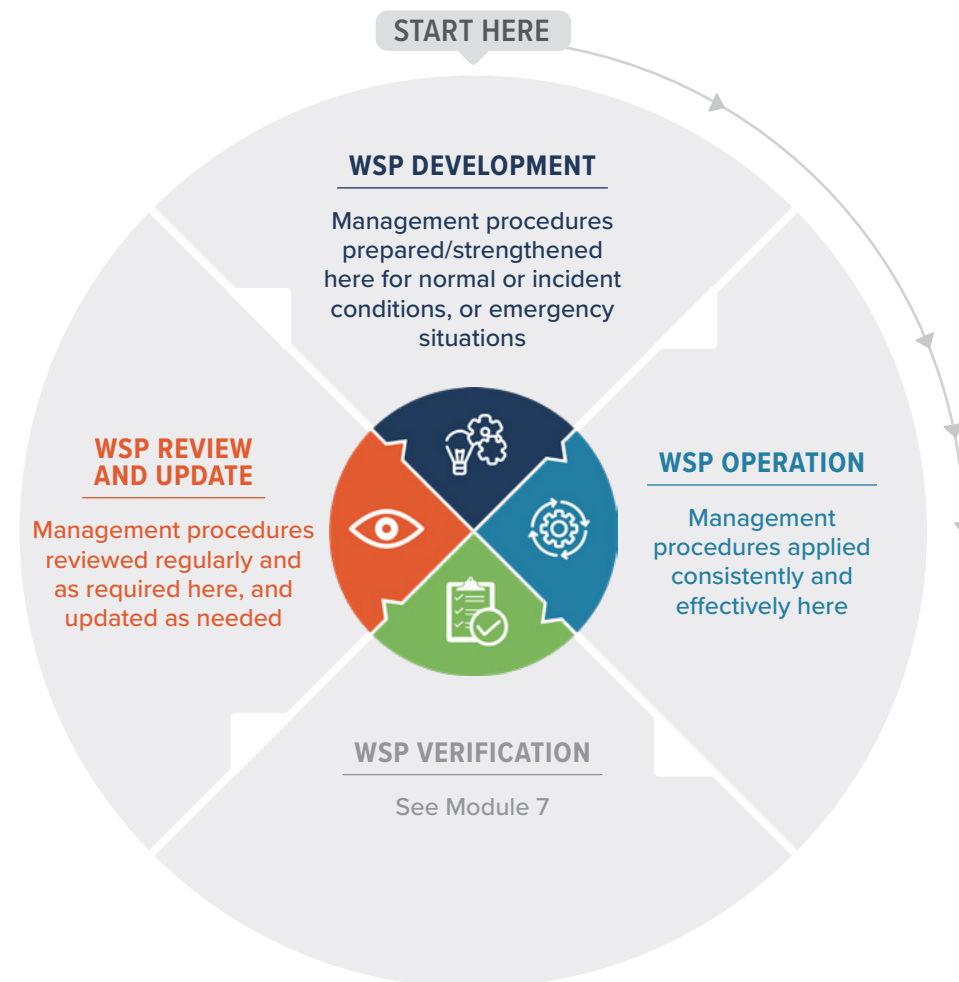 START HERE
WSP DEVELOPMENT
Management procedures
prepared/strengthened
here for normal or incident
conditions, or emergency
situations
WSP OPERATION
Management
procedures applied
consistently and
effectively here
WSP VERIFICATION
See Module 7
WSP REVIEW
AND UPDATE
Management procedures
reviewed regularly and
as required here, and
updated as needed